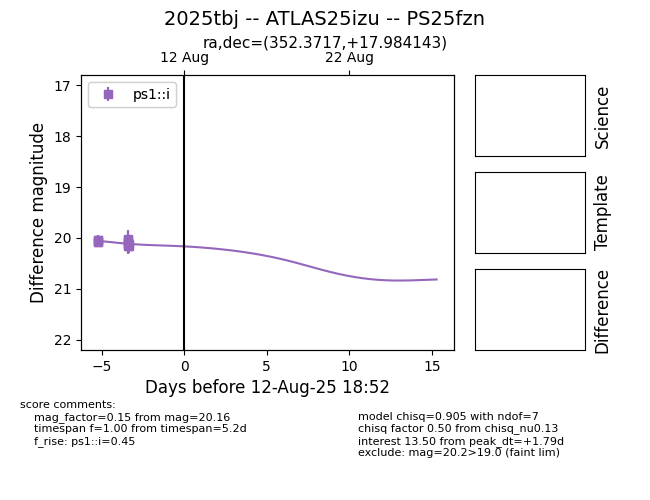 2025tbj -- ATLAS25izu -- PS25fzn
ra,dec=(352.3717,+17.984143)
12 Aug
22 Aug
ps1::i
17
18
19
20
21
22
Difference magnitude
−5
0
5
10
15
Days before 12-Aug-25 18:52
Science
Template
Difference
score comments:
mag_factor=0.15 from mag=20.16
timespan f=1.00 from timespan=5.2d
f_rise: ps1::i=0.45
model chisq=0.905 with ndof=7
chisq factor 0.50 from chisq_nu0.13
interest 13.50 from peak_dt=+1.79d
exclude: mag=20.2>19.0 (faint lim)